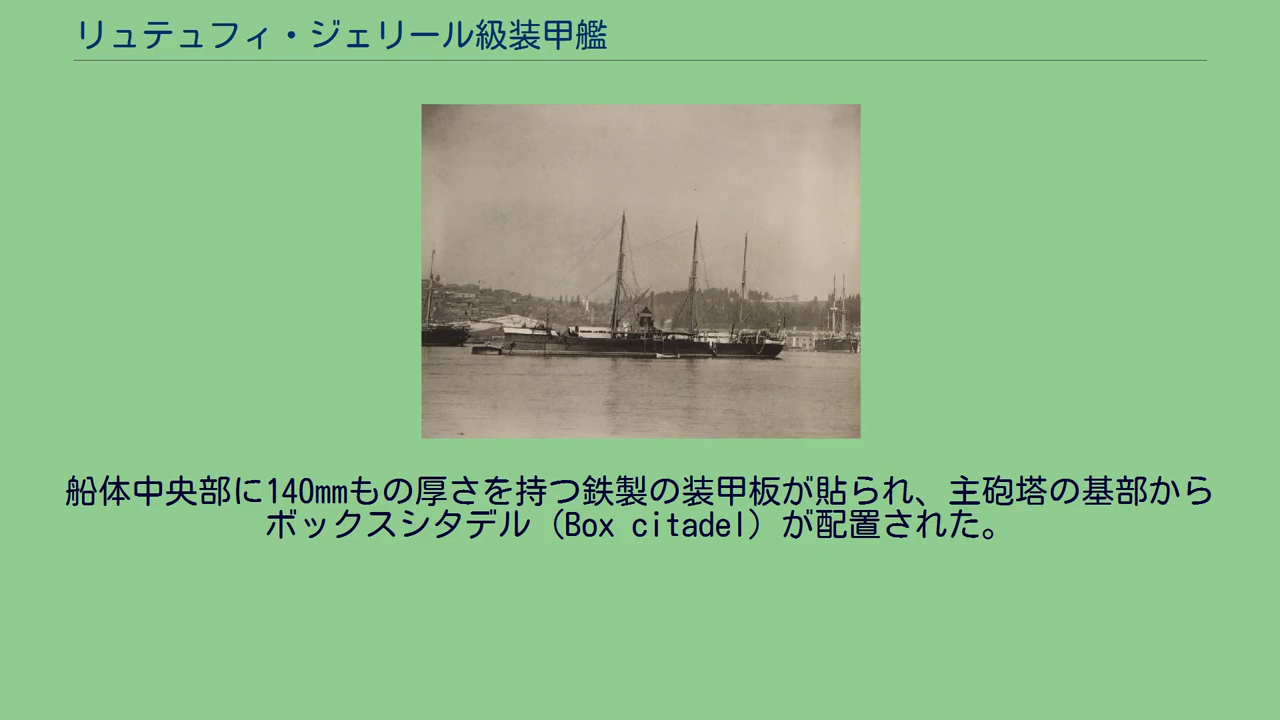 リュテュフィ・ジェリール級装甲艦
船体中央部に140mmもの厚さを持つ鉄製の装甲板が貼られ、主砲塔の基部から
ボックスシタデル（Box citadel）が配置された。